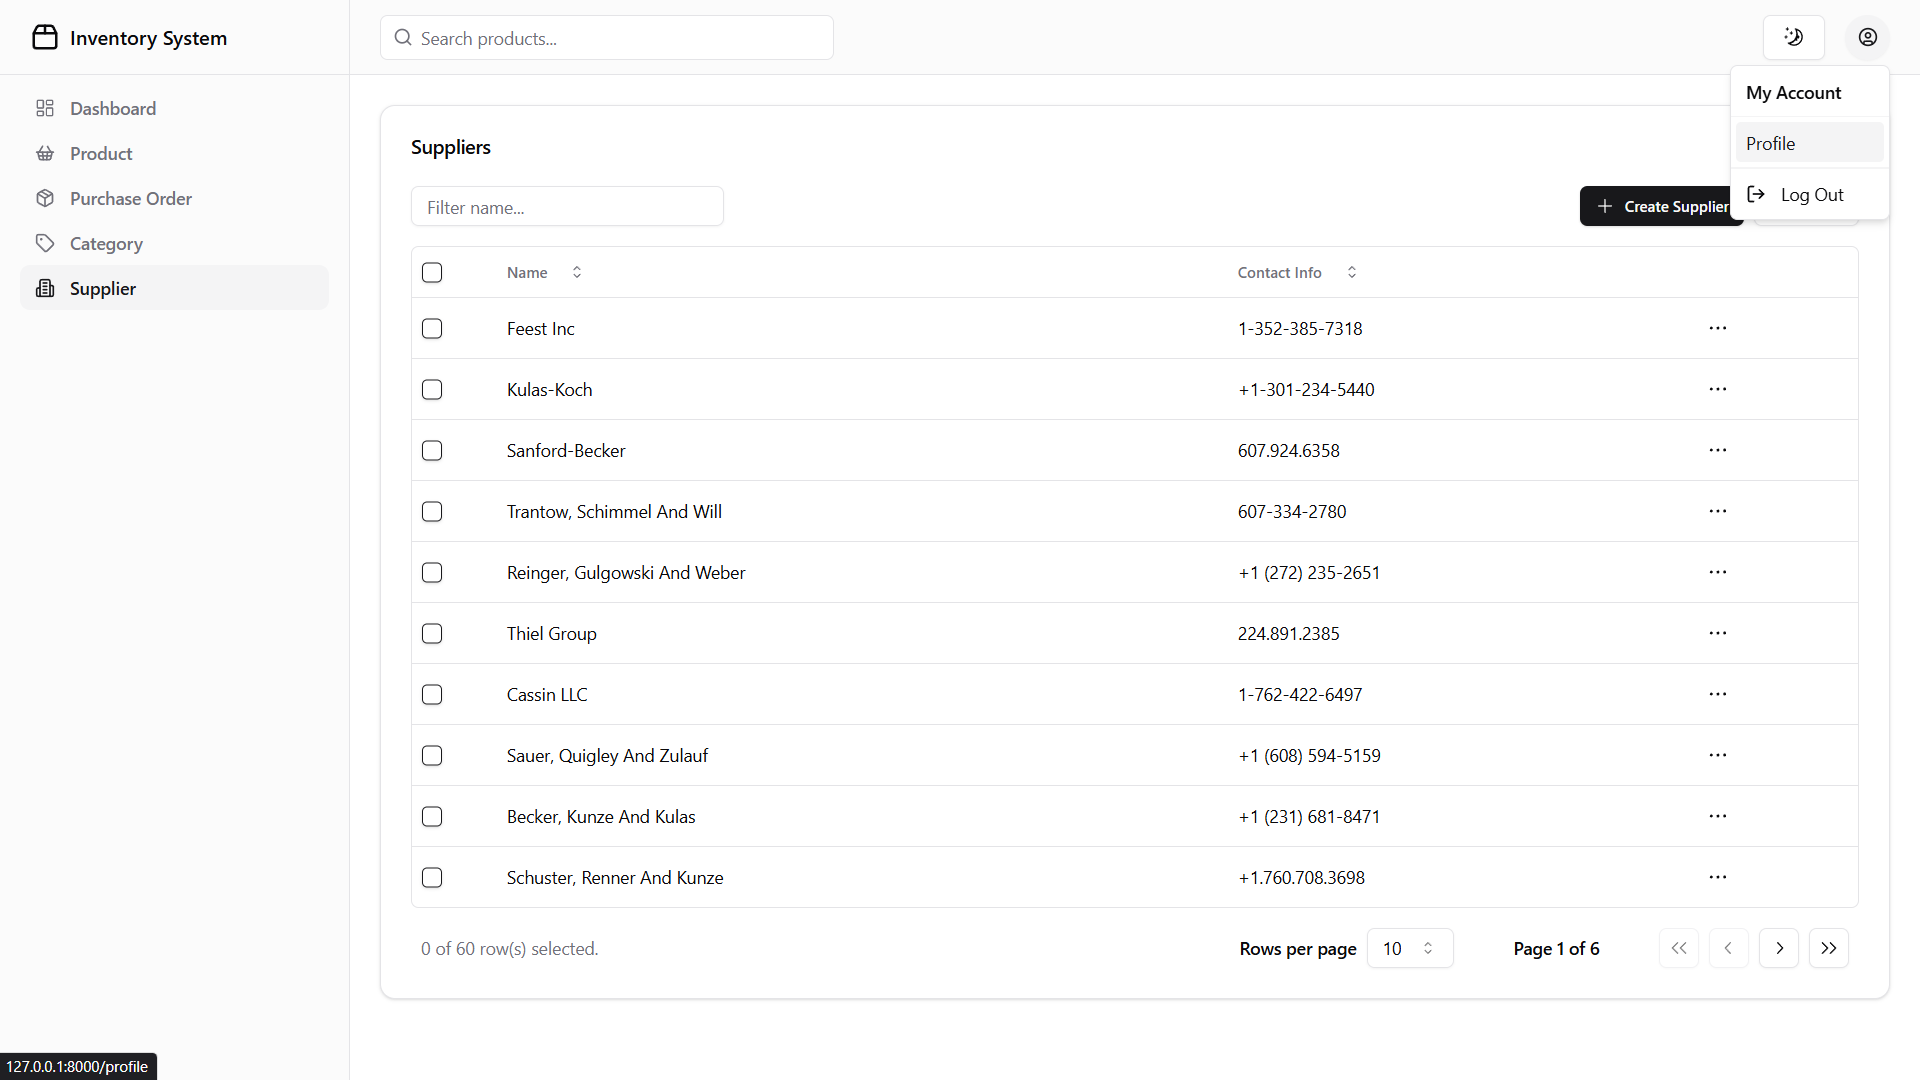 Inventory System
Search products...
My Account
Profile
Log Out
Dashboard
Product
Purchase Order
Category
Supplier
Suppliers
Filter name...
Create Supplier
Name
Contact Info
Feest Inc
1-352-385-7318
Kulas-Koch
+1-301-234-5440
Sanford-Becker
607.924.6358
Trantow, Schimmel And Will
607-334-2780
Reinger, Gulgowski And Weber
+1 (272) 235-2651
Thiel Group
224.891.2385
Cassin LLC
1-762-422-6497
Sauer, Quigley And Zulauf
+1 (608) 594-5159
Becker, Kunze And Kulas
+1 (231) 681-8471
Schuster, Renner And Kunze
+1.760.708.3698
0 of 60 row(s) selected.
Rows per page
10
Page 1 of 6
127.0.0.1:8000/profile